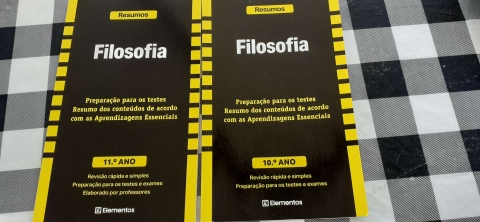 Resumos
Filosofia
Preparação para os testes
Resumo dos conteúdos de acordo
com as Aprendizagens Essenciais
11.º ANO
Revisão rápida e simples
Preparação para os testes e exames
Elaborado por professores
Elementos
Resumos
Filosofia
Preparação para os testes
Resumo dos conteúdos de acordo
com as Aprendizagens Essenciais
10.º ANO
Revisão rápida e simples
Preparação para os testes e exames
Elementos